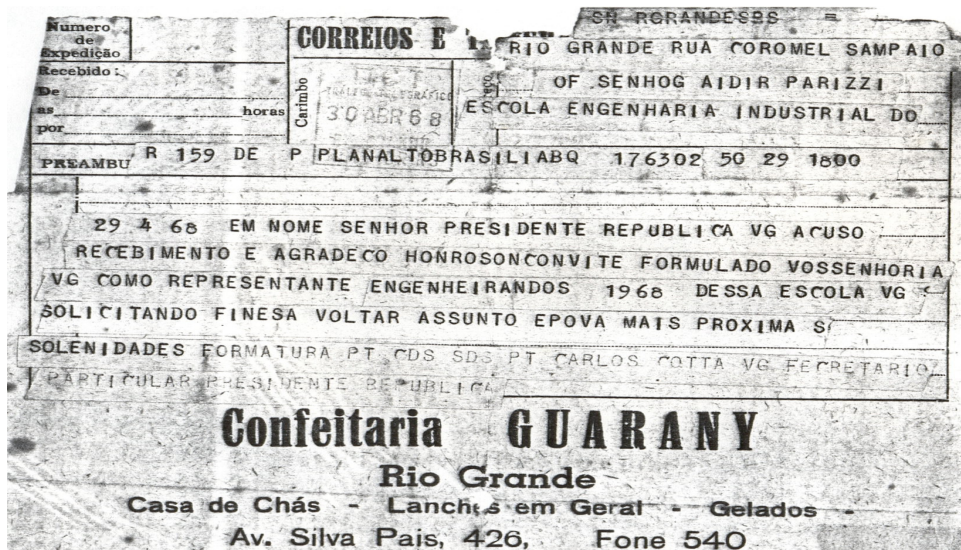 SR RGRANDESBS =
Numero
de
Expedição
CORREIOS E
RIO GRANDE RUA COROMEL SAMPAIO
Recebido:
De
as horas
por
Carimbo
30 ABR 68
OF SENHOG AIDIR PARIZZI
ESCOLA ENGENHARIA INDUSTRIAL DO
PREAMBU R 159 DE P PLANALTOBRASILIABQ 176302 50 29 1800
29 4 68 EM NOME SENHOR PRESIDENTE REPUBLICA VG ACUSO
RECEBIMENTO E AGRADECO HONROSONCONVITE FORMULADO VOSSENHORIA
VG COMO REPRESENTANTE ENGENHEIRANDOS 1968 DESSA ESCOLA VG
SOLICITANDO FINESA VOLTAR ASSUNTO EPOVA MAIS PROXIMA S
SOLENIDADES FORMATURA PT CDS SDS PT CARLOS COTTA VG FECRETARIO
PARTICULAR PRESIDENTE REPUBLICA
Confeitaria GUARANY
Rio Grande
Casa de Chás - Lanches em Geral - Gelados -
Av. Silva Pais, 426, Fone 540